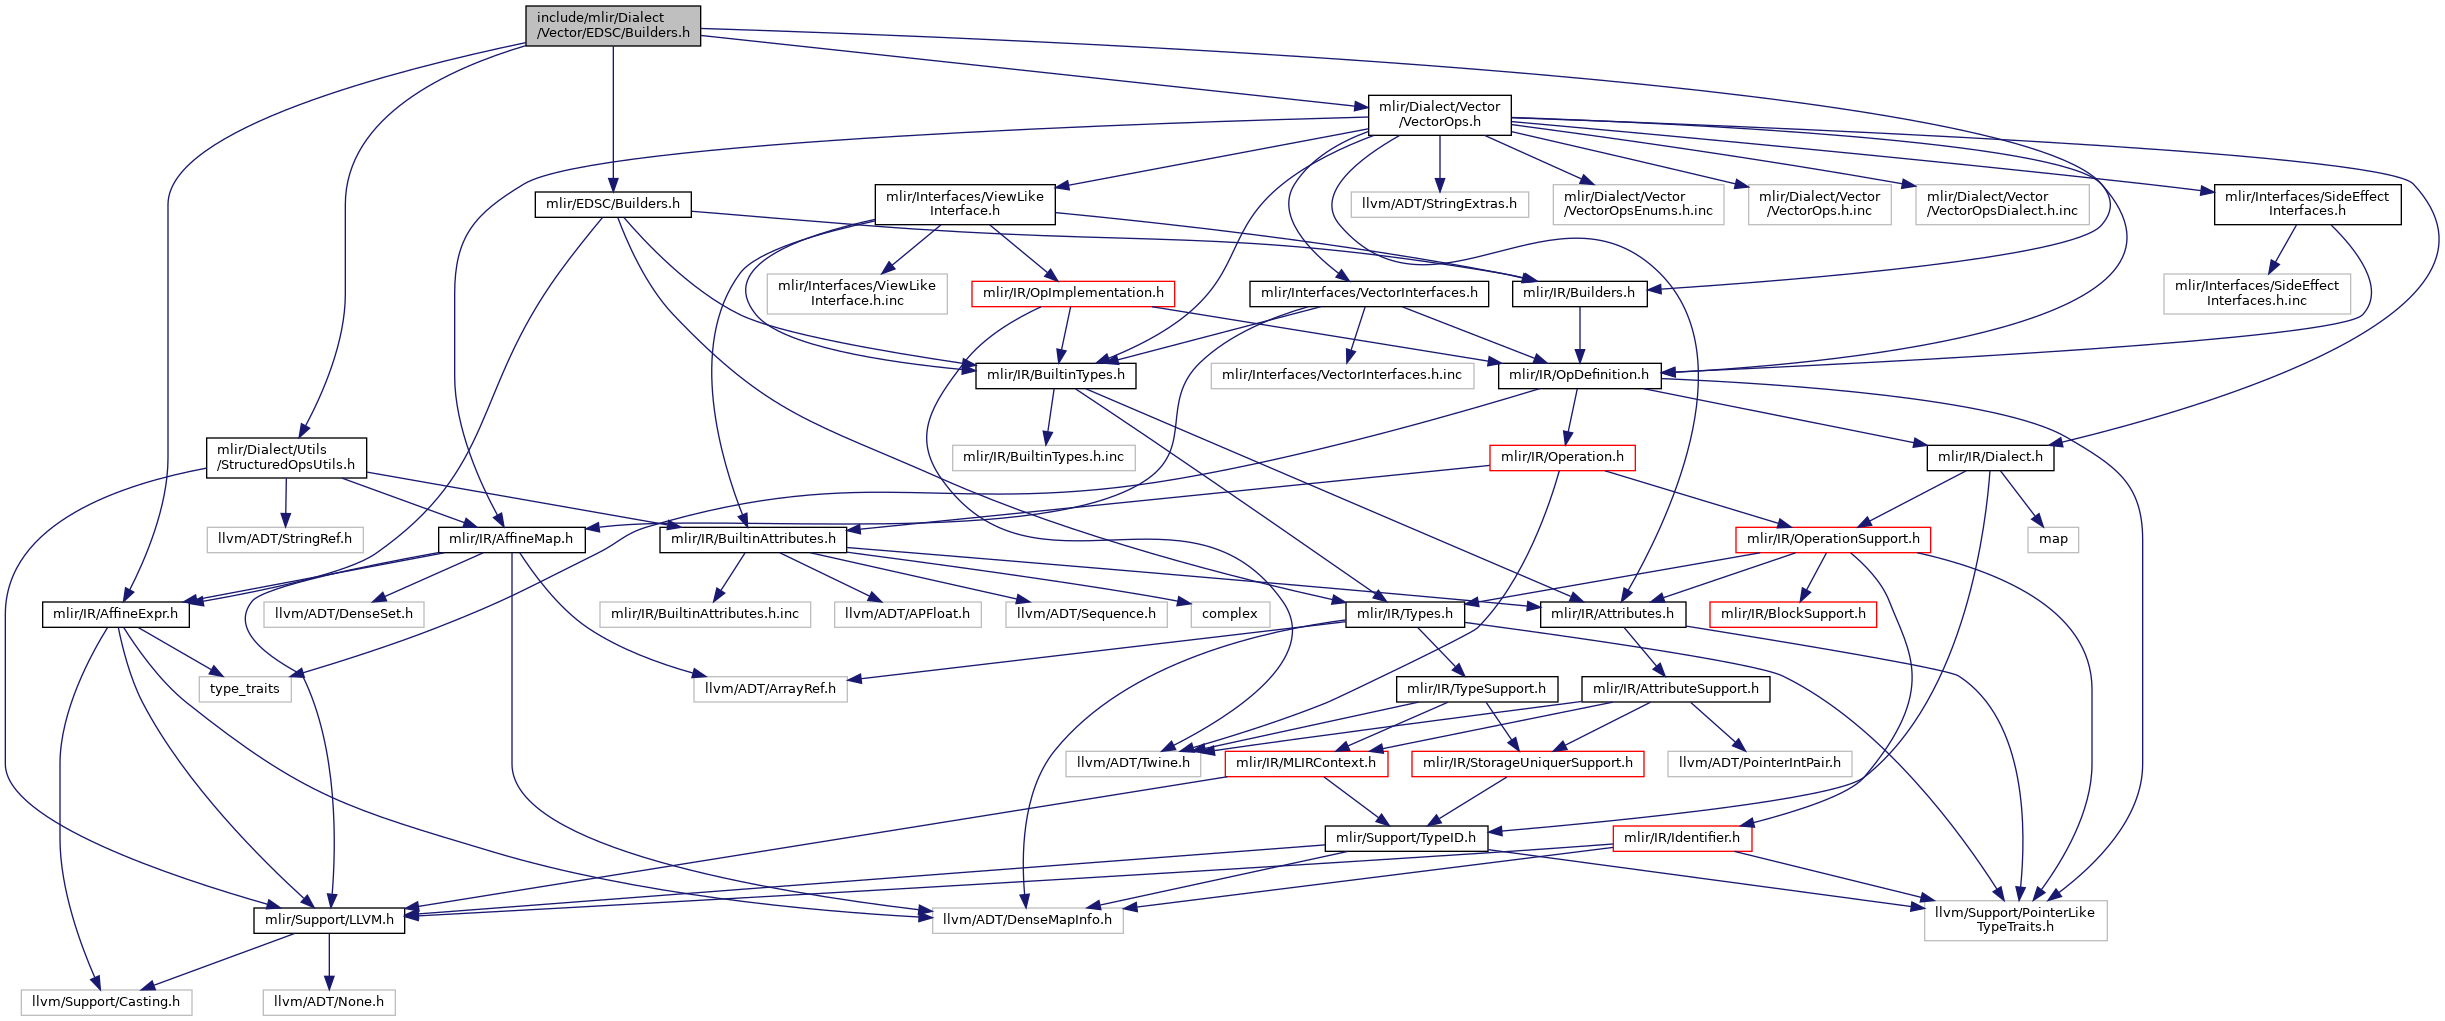 include/mlir/Dialect
/Vector/EDSC/Builders.h
mlir/Dialect/Vector
/VectorOps.h
mlir/EDSC/Builders.h
mlir/Interfaces/ViewLike
Interface.h
llvm/ADT/StringExtras.h
mlir/Dialect/Vector
/VectorOpsEnums.h.inc
mlir/Dialect/Vector
/VectorOps.h.inc
mlir/Dialect/Vector
/VectorOpsDialect.h.inc
mlir/Interfaces/SideEffect
Interfaces.h
mlir/Interfaces/ViewLike
Interface.h.inc
mlir/IR/OpImplementation.h
mlir/Interfaces/VectorInterfaces.h
mlir/IR/Builders.h
mlir/Interfaces/SideEffect
Interfaces.h.inc
mlir/IR/BuiltinTypes.h
mlir/Interfaces/VectorInterfaces.h.inc
mlir/IR/OpDefinition.h
mlir/Dialect/Utils
/StructuredOpsUtils.h
mlir/IR/BuiltinTypes.h.inc
mlir/IR/Operation.h
mlir/IR/Dialect.h
llvm/ADT/StringRef.h
mlir/IR/AffineMap.h
mlir/IR/BuiltinAttributes.h
mlir/IR/OperationSupport.h
map
mlir/IR/AffineExpr.h
llvm/ADT/DenseSet.h
mlir/IR/BuiltinAttributes.h.inc
llvm/ADT/APFloat.h
llvm/ADT/Sequence.h
complex
mlir/IR/Types.h
mlir/IR/Attributes.h
mlir/IR/BlockSupport.h
type_traits
llvm/ADT/ArrayRef.h
mlir/IR/TypeSupport.h
mlir/IR/AttributeSupport.h
llvm/ADT/Twine.h
mlir/IR/MLIRContext.h
mlir/IR/StorageUniquerSupport.h
llvm/ADT/PointerIntPair.h
mlir/Support/TypeID.h
mlir/IR/Identifier.h
mlir/Support/LLVM.h
llvm/ADT/DenseMapInfo.h
llvm/Support/PointerLike
TypeTraits.h
llvm/Support/Casting.h
llvm/ADT/None.h